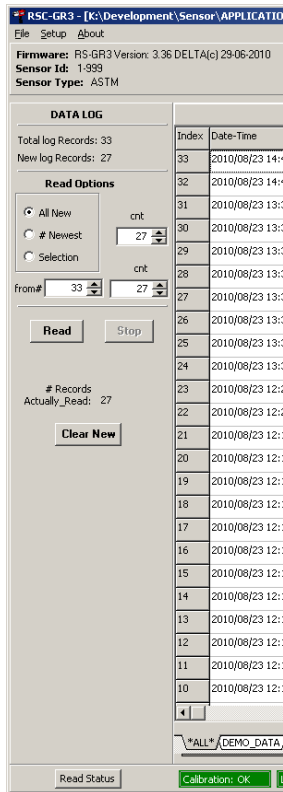 RSC-GR3 - [K:\Development\Sensor\APPLICATIO
File Setup About
Firmware: RS-GR3 Version: 3.36 DELTA(c) 29-06-2010
Sensor Id: 1-999
Sensor Type: ASTM
DATA LOG
Total log Records: 33
New log Records: 27
Read Options
All New
cnt
# Newest
27
Selection
cnt
from# 33
27
Read
Stop
# Records
Actually_Read: 27
Clear New
Index Date-Time
33 2010/08/23 14:4
32 2010/08/23 14:4
31 2010/08/23 13:3
30 2010/08/23 13:3
29 2010/08/23 13:3
28 2010/08/23 13:3
27 2010/08/23 13:3
26 2010/08/23 13:3
25 2010/08/23 13:3
24 2010/08/23 13:3
23 2010/08/23 12:2
22 2010/08/23 12:2
21 2010/08/23 12:1
20 2010/08/23 12:1
19 2010/08/23 12:1
18 2010/08/23 12:1
17 2010/08/23 12:1
16 2010/08/23 12:1
15 2010/08/23 12:1
14 2010/08/23 12:1
13 2010/08/23 12:1
12 2010/08/23 12:1
11 2010/08/23 12:1
10 2010/08/23 12:1
*ALL* DEMO_DATA
Read Status
Calibration: OK